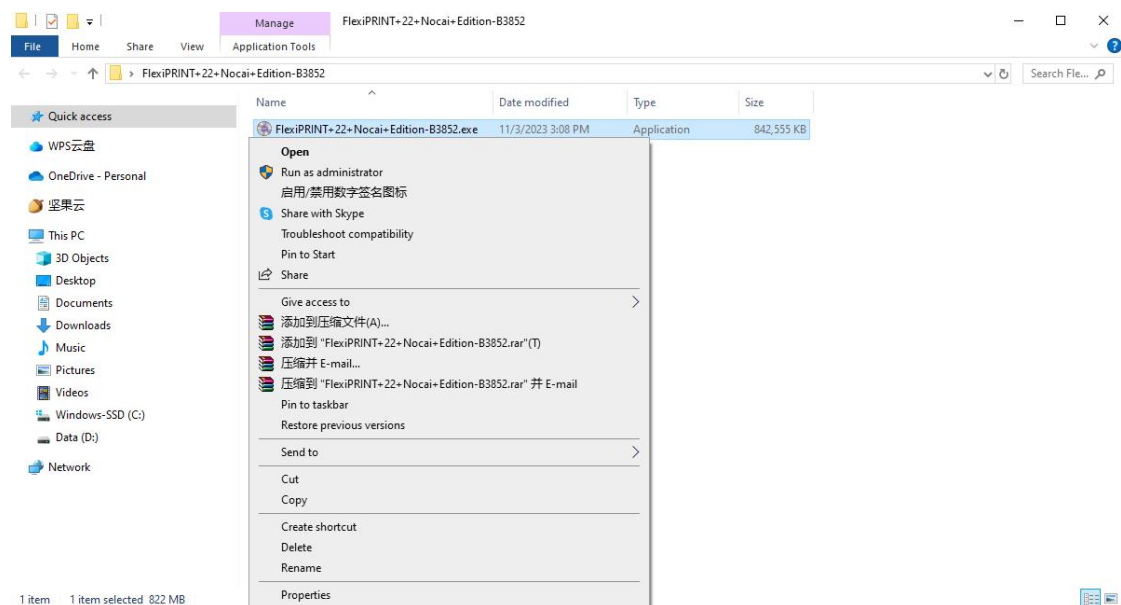 Manage
FlexiPRINT+22+Nocai+Edition-B3852
File
Home
Share
View
Application Tools
FlexiPRINT+22+Nocai+Edition-B3852
Search Fle...
Name
Date modified
Type
Size
Quick access
WPS云盘
OneDrive - Personal
坚果云
This PC
3D Objects
Desktop
Documents
Downloads
Music
Pictures
Videos
Windows-SSD (C:)
Data (D:)
Network
FlexiPRINT+22+Nocai+Edition-B3852.exe 11/3/2023 3:08 PM Application 842,555 KB
Open
Run as administrator
启用/禁用数字签名图标
Share with Skype
Troubleshoot compatibility
Pin to Start
Share
Give access to
添加到压缩文件(A)...
添加到 "FlexiPRINT+22+Nocai+Edition-B3852.rar"(T)
压缩并 E-mail...
压缩到 "FlexiPRINT+22+Nocai+Edition-B3852.rar" 并 E-mail
Pin to taskbar
Restore previous versions
Send to
Cut
Copy
Create shortcut
Delete
Rename
Properties
1 item 1 item selected 822 MB